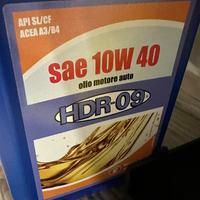 API SL/CF
ACEA A3/B4
sae 10W 40
olio motore auto
HDR-09